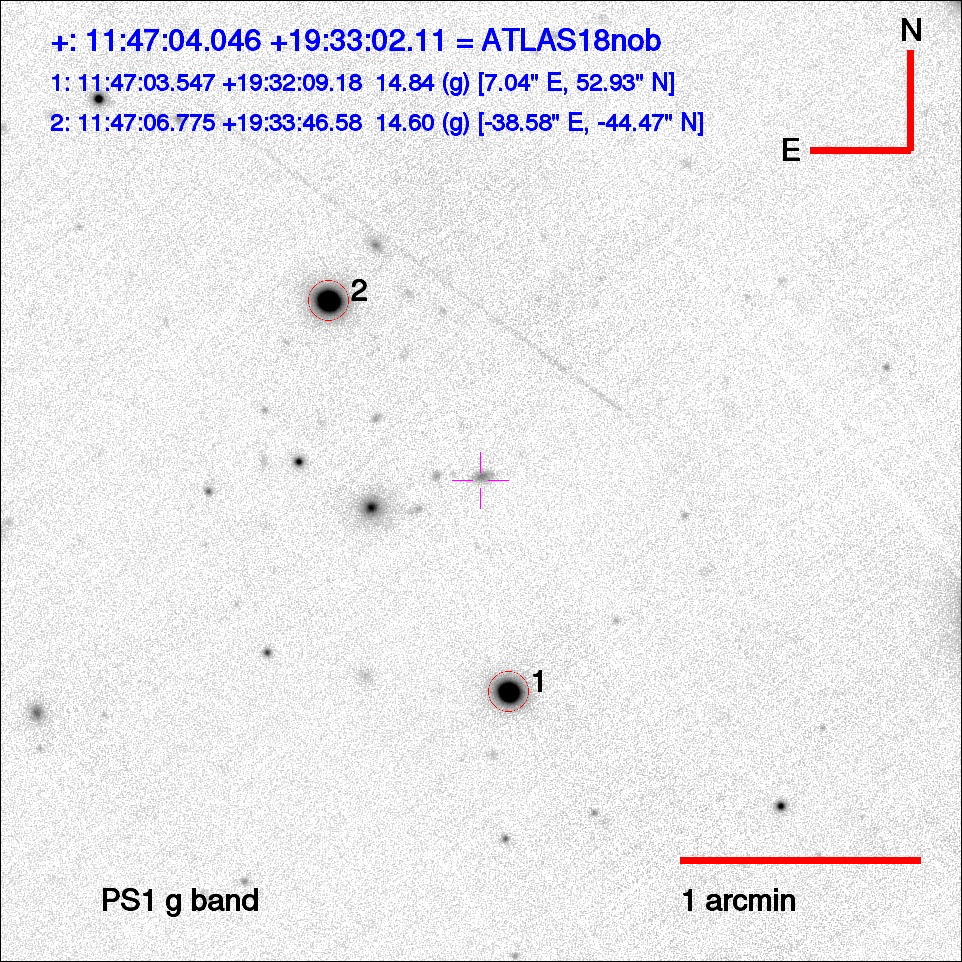 +: 11:47:04.046 +19:33:02.11 = ATLAS18nob
N
1: 11:47:03.547 +19:32:09.18 14.84 (g) [7.04" E, 52.93" N]
2: 11:47:06.775 +19:33:46.58 14.60 (g) [-38.58" E, -44.47" N]
E
2
1
PS1 g band
1 arcmin